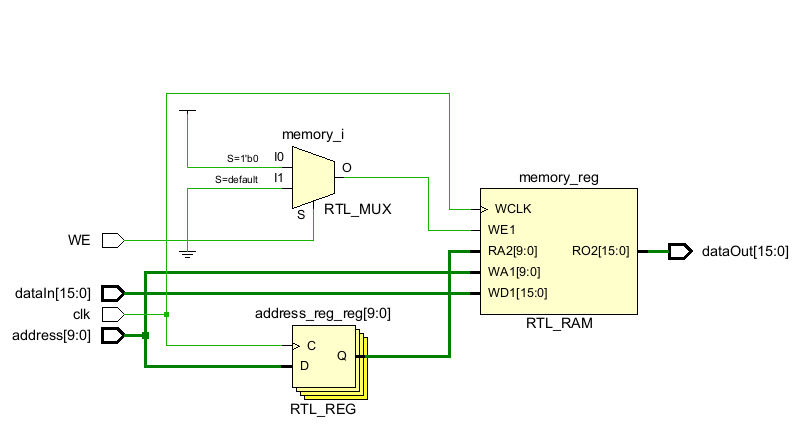 memory_i
S=1'b0
I0
S=default
I1
O
S
RTL_MUX
memory_reg
WCLK
WE1
RA2[9:0]
RO2[15:0]
WA1[9:0]
WD1[15:0]
RTL_RAM
dataOut[15:0]
WE
dataIn[15:0]
clk
address[9:0]
address_reg_reg[9:0]
C
Q
D
RTL_REG